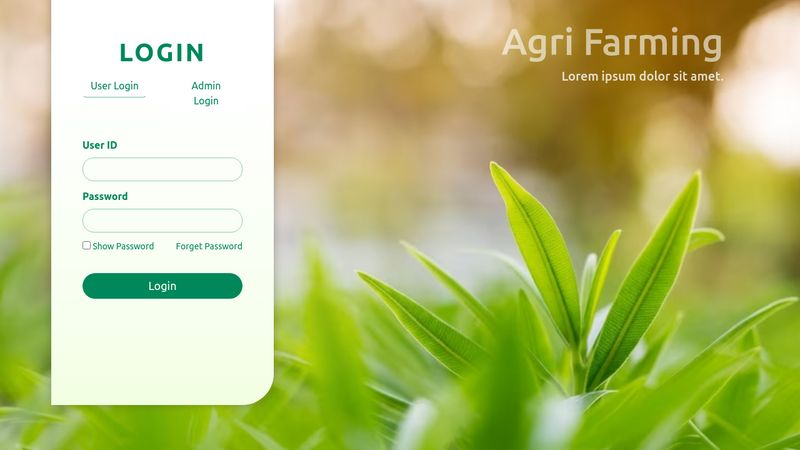 LOGIN
User Login
Admin
Login
User ID
Password
Show Password
Forget Password
Login
Agri Farming
Lorem ipsum dolor sit amet.